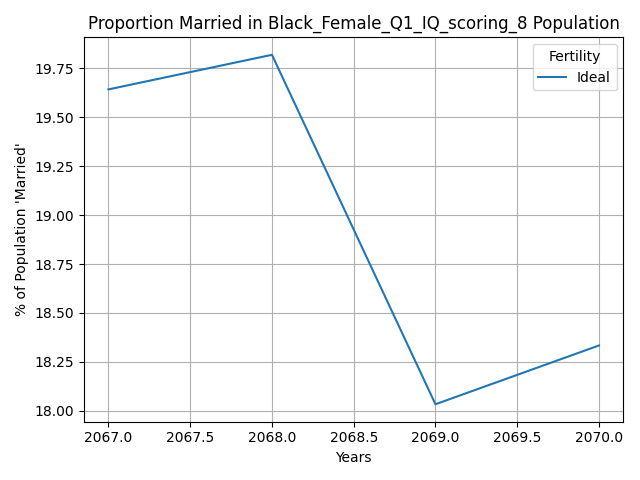 Proportion Married in Black_Female_Q1_IQ_scoring_8 Population
Fertility
Ideal
% of Population 'Married'
19.75
19.50
19.25
19.00
18.75
18.50
18.25
18.00
2067.0 2067.5 2068.0 2068.5 2069.0 2069.5 2070.0
Years